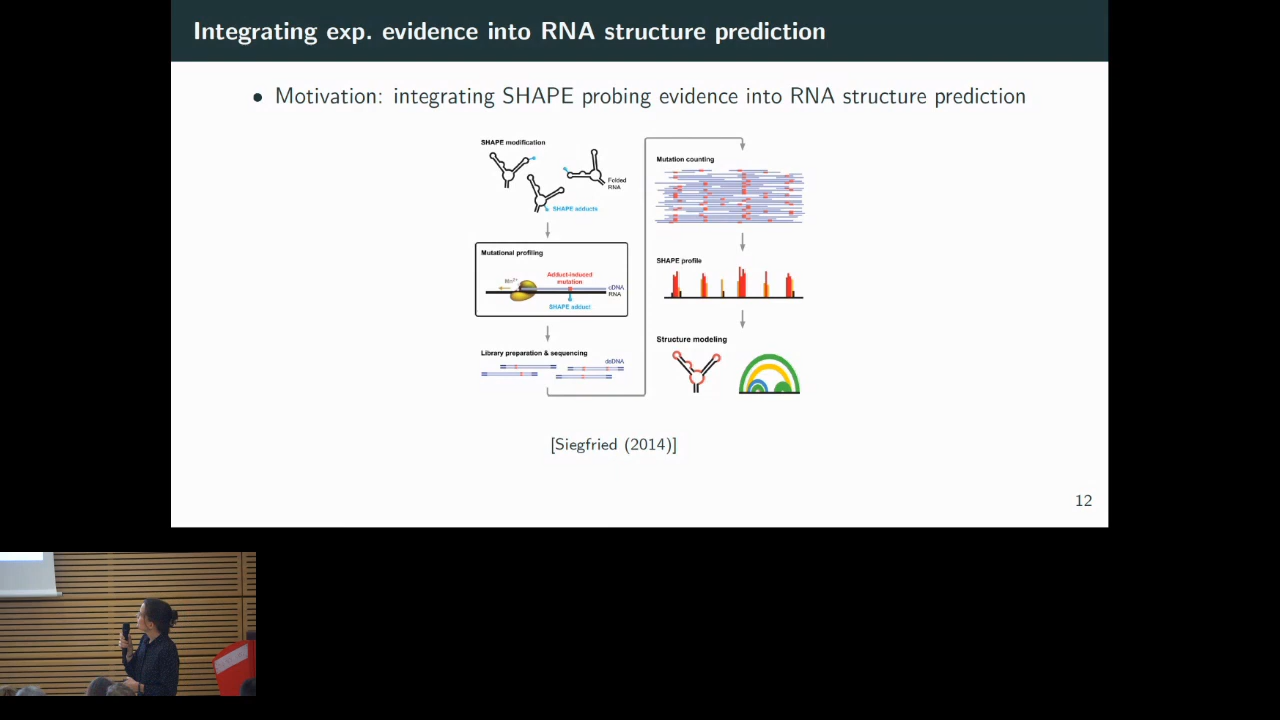 Integrating exp. evidence into RNA structure prediction
• Motivation: integrating SHAPE probing evidence into RNA structure prediction
SHAPE modification
Folded
RNA
SHAPE adducts
Mutational profiling
Mn2+
Adduct-induced
mutation
cDNA
RNA
SHAPE adduct
Library preparation & sequencing
dsDNA
Mutation counting
SHAPE profile
Structure modeling
[Siegfried (2014)]
12